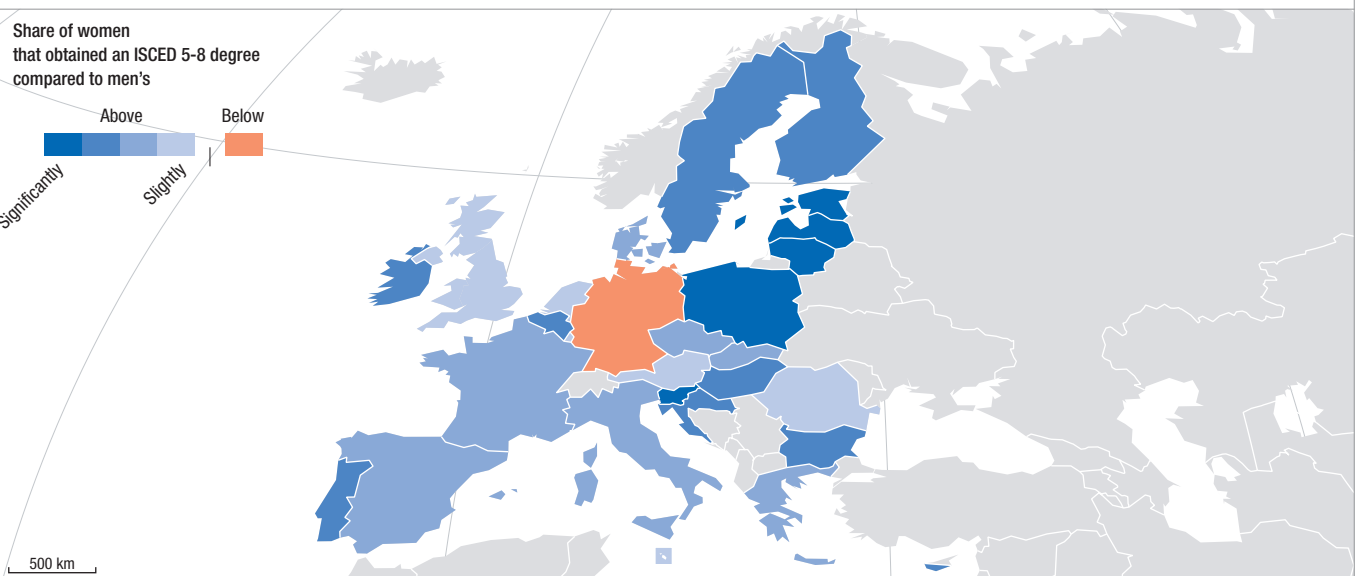 Share of women
that obtained an ISCED 5-8 degree
compared to men's
Above
Below
Significantly
Slightly
500 km